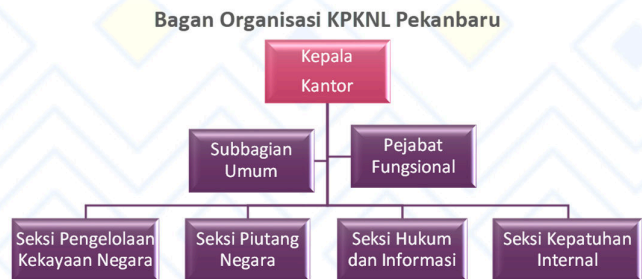 Bagan Organisasi KPKNL Pekanbaru
Kepala
Kantor
Subbagian
Umum
Pejabat
Fungsional
Seksi Pengelolaan
Kekayaan Negara
Seksi Piutang
Negara
Seksi Hukum
dan Informasi
Seksi Kepatuhan
Internal